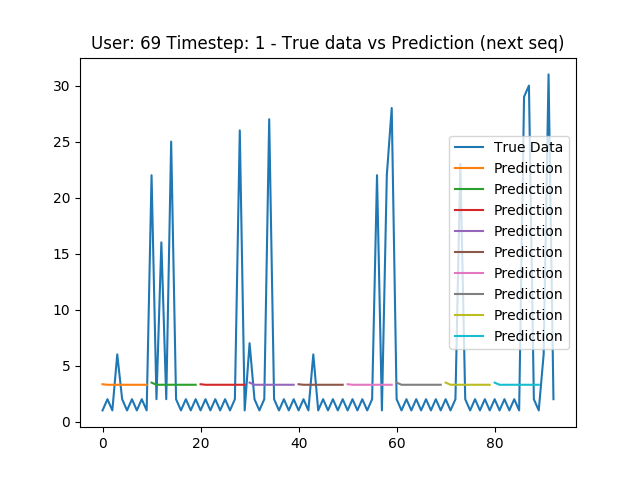 User: 69 Timestep: 1 - True data vs Prediction (next seq)
30
25
20
15
10
5
0
0 20 40 60 80
True Data
Prediction
Prediction
Prediction
Prediction
Prediction
Prediction
Prediction
Prediction
Prediction